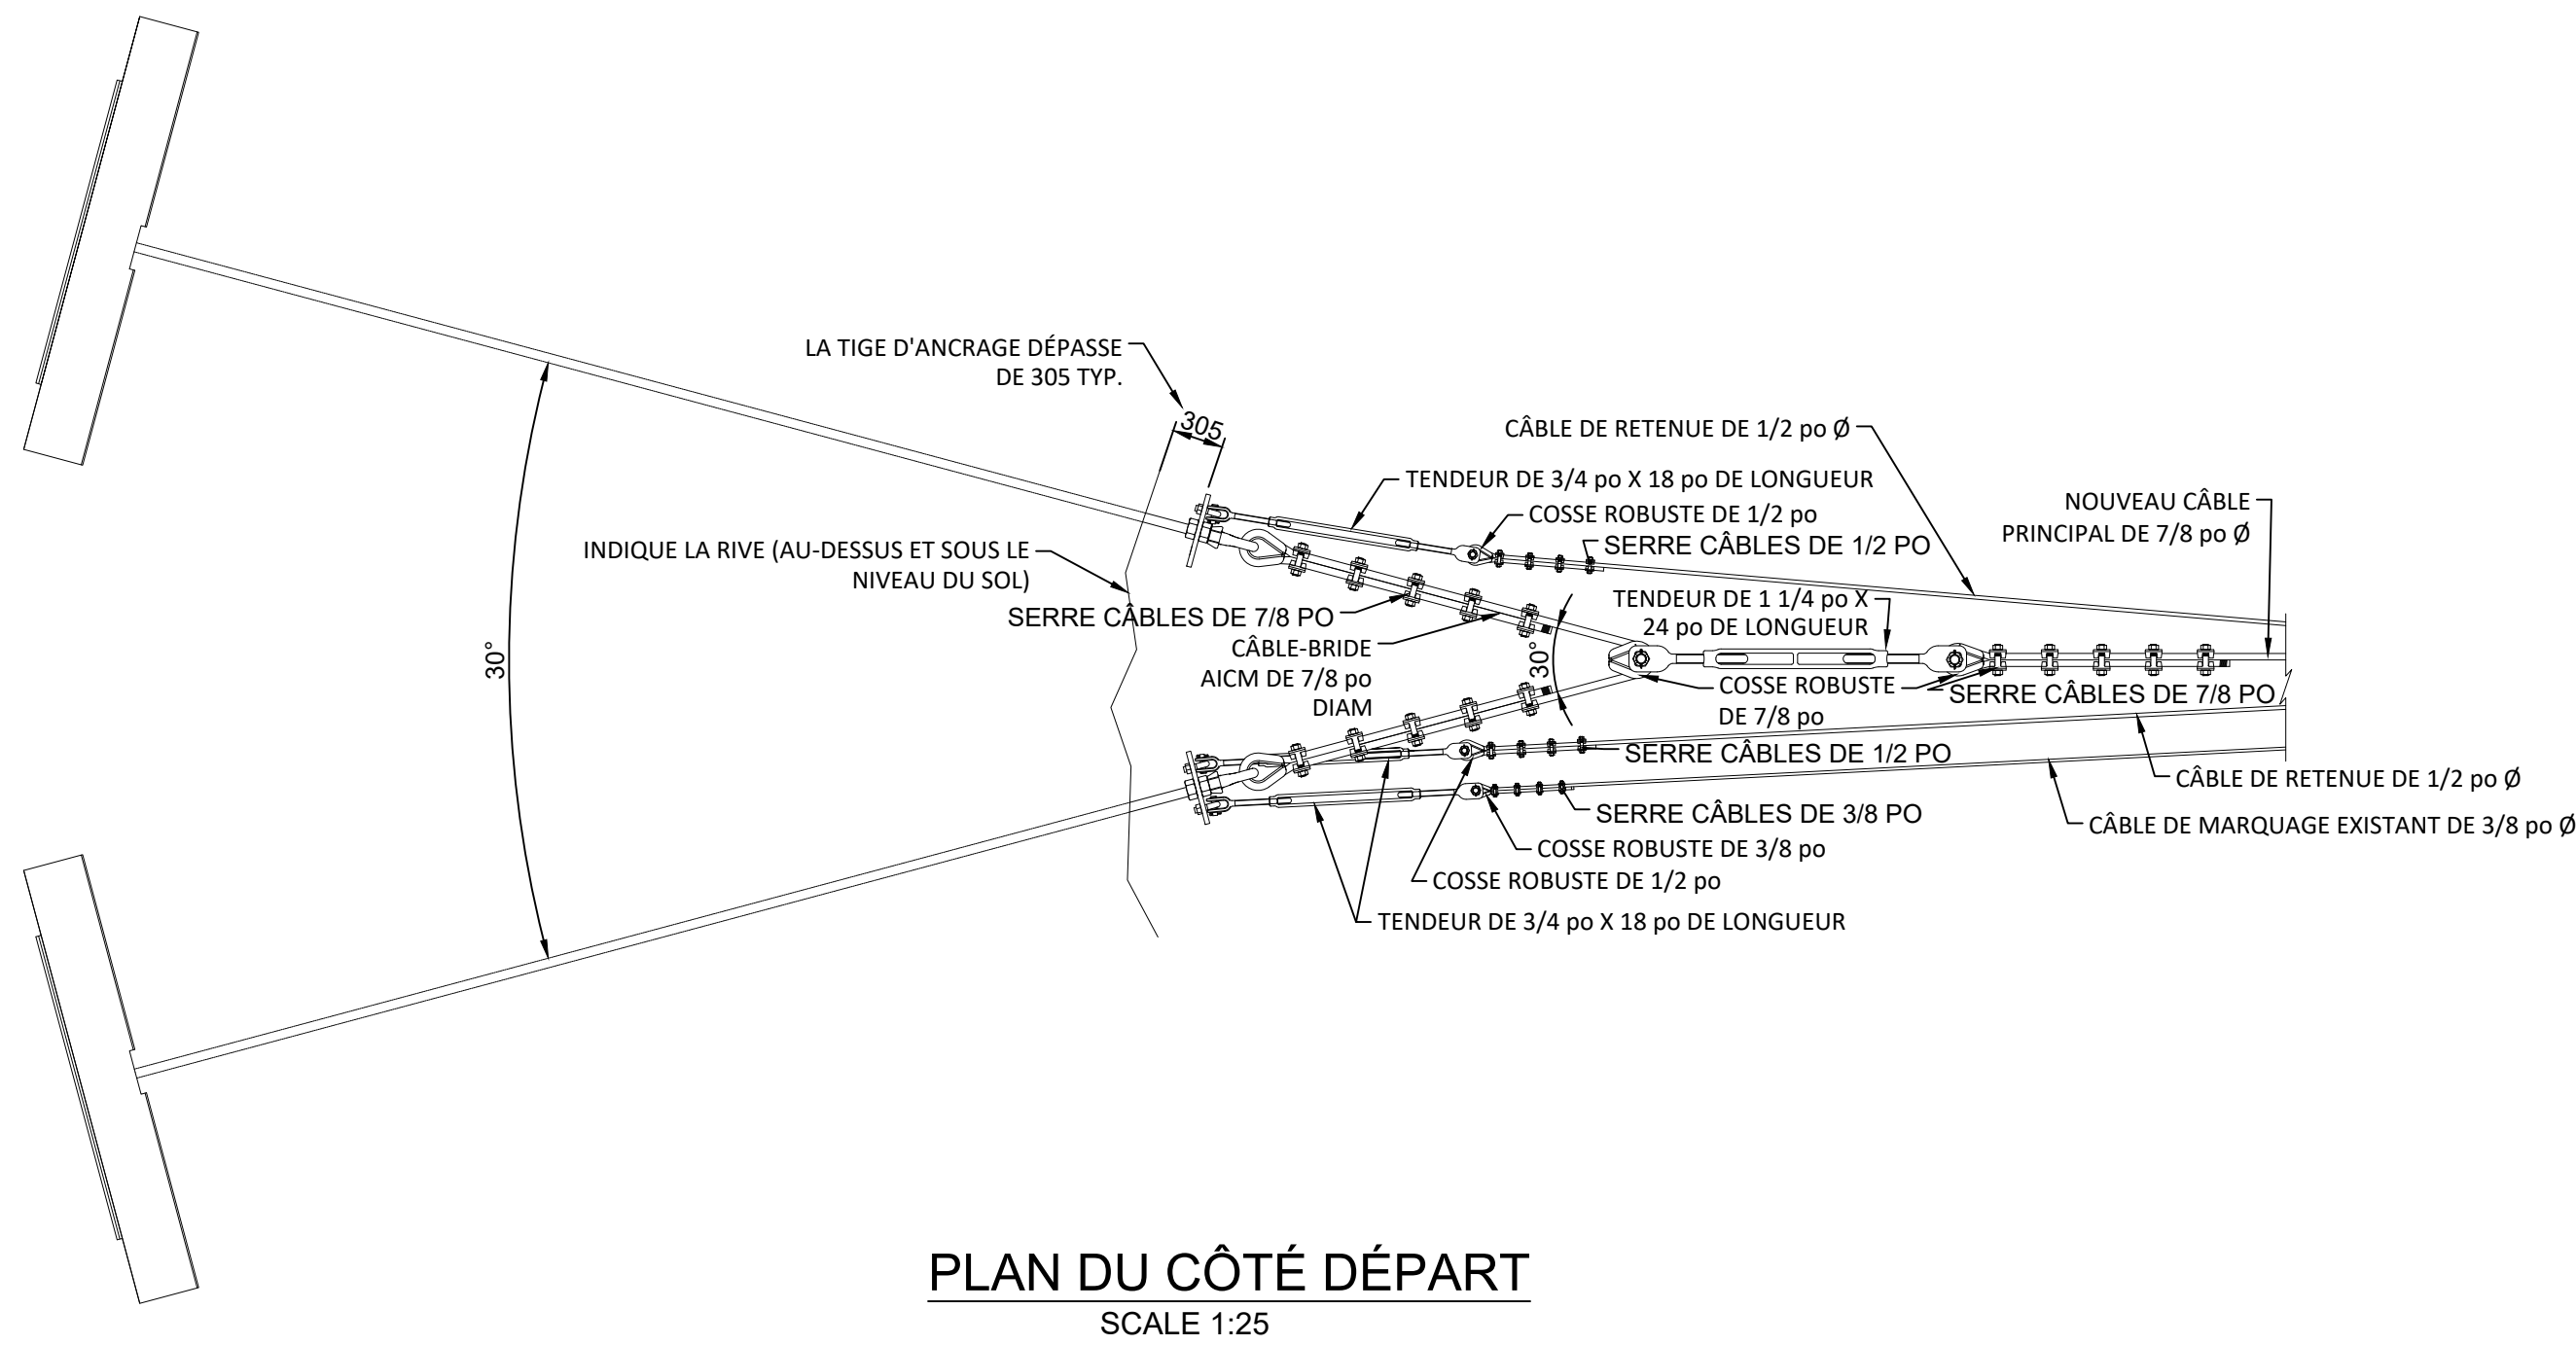 LA TIGE D'ANCRAGE DÉPASSE
DE 305 TYP.
305
CÂBLE DE RETENUE DE 1/2 po Ø
TENDEUR DE 3/4 po X 18 po DE LONGUEUR
COSSE ROBUSTE DE 1/2 po
SERRE CÂBLES DE 1/2 PO
NOUVEAU CÂBLE
PRINCIPAL DE 7/8 po Ø
INDIQUE LA RIVE (AU-DESSUS ET SOUS LE
NIVEAU DU SOL)
SERRE CÂBLES DE 7/8 PO
TENDEUR DE 1 1/4 po X
24 po DE LONGUEUR
CÂBLE-BRIDE
AICM DE 7/8 po
DIAM
30°
30°
COSSE ROBUSTE
DE 7/8 po
SERRE CÂBLES DE 7/8 PO
SERRE CÂBLES DE 1/2 PO
CÂBLE DE RETENUE DE 1/2 po Ø
SERRE CÂBLES DE 3/8 PO
CÂBLE DE MARQUAGE EXISTANT DE 3/8 po Ø
COSSE ROBUSTE DE 3/8 po
COSSE ROBUSTE DE 1/2 po
TENDEUR DE 3/4 po X 18 po DE LONGUEUR
PLAN DU CÔTÉ DÉPART
SCALE 1:25